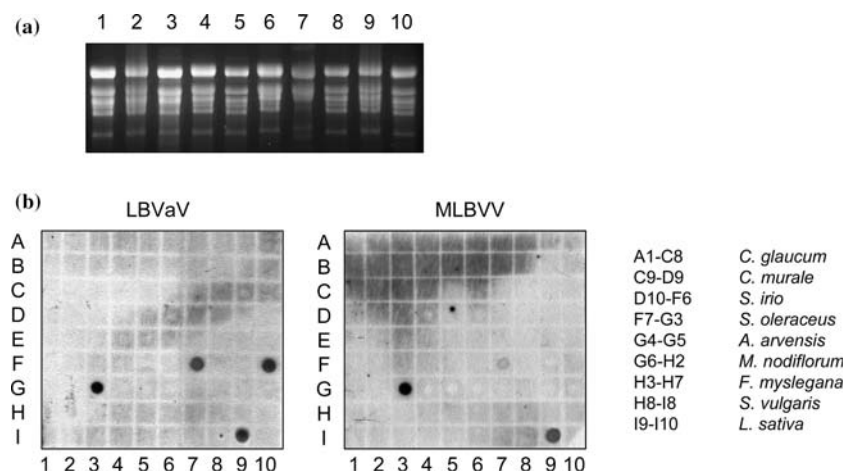 (a)
1 2 3 4 5 6 7 8 9 10
(b)
LBVaV MLBVV
A A
B B
C C
D D
E E
F F
G G
H H
I I
1 2 3 4 5 6 7 8 9 10 1 2 3 4 5 6 7 8 9 10
A1-C8 C. glaucum
C9-D9 C. murale
D10-F6 S. irio
F7-G3 S. oleraceus
G4-G5 A. arvensis
G6-H2 M. nodiflorum
H3-H7 F. myslegana
H8-I8 S. vulgaris
I9-I10 L. sativa